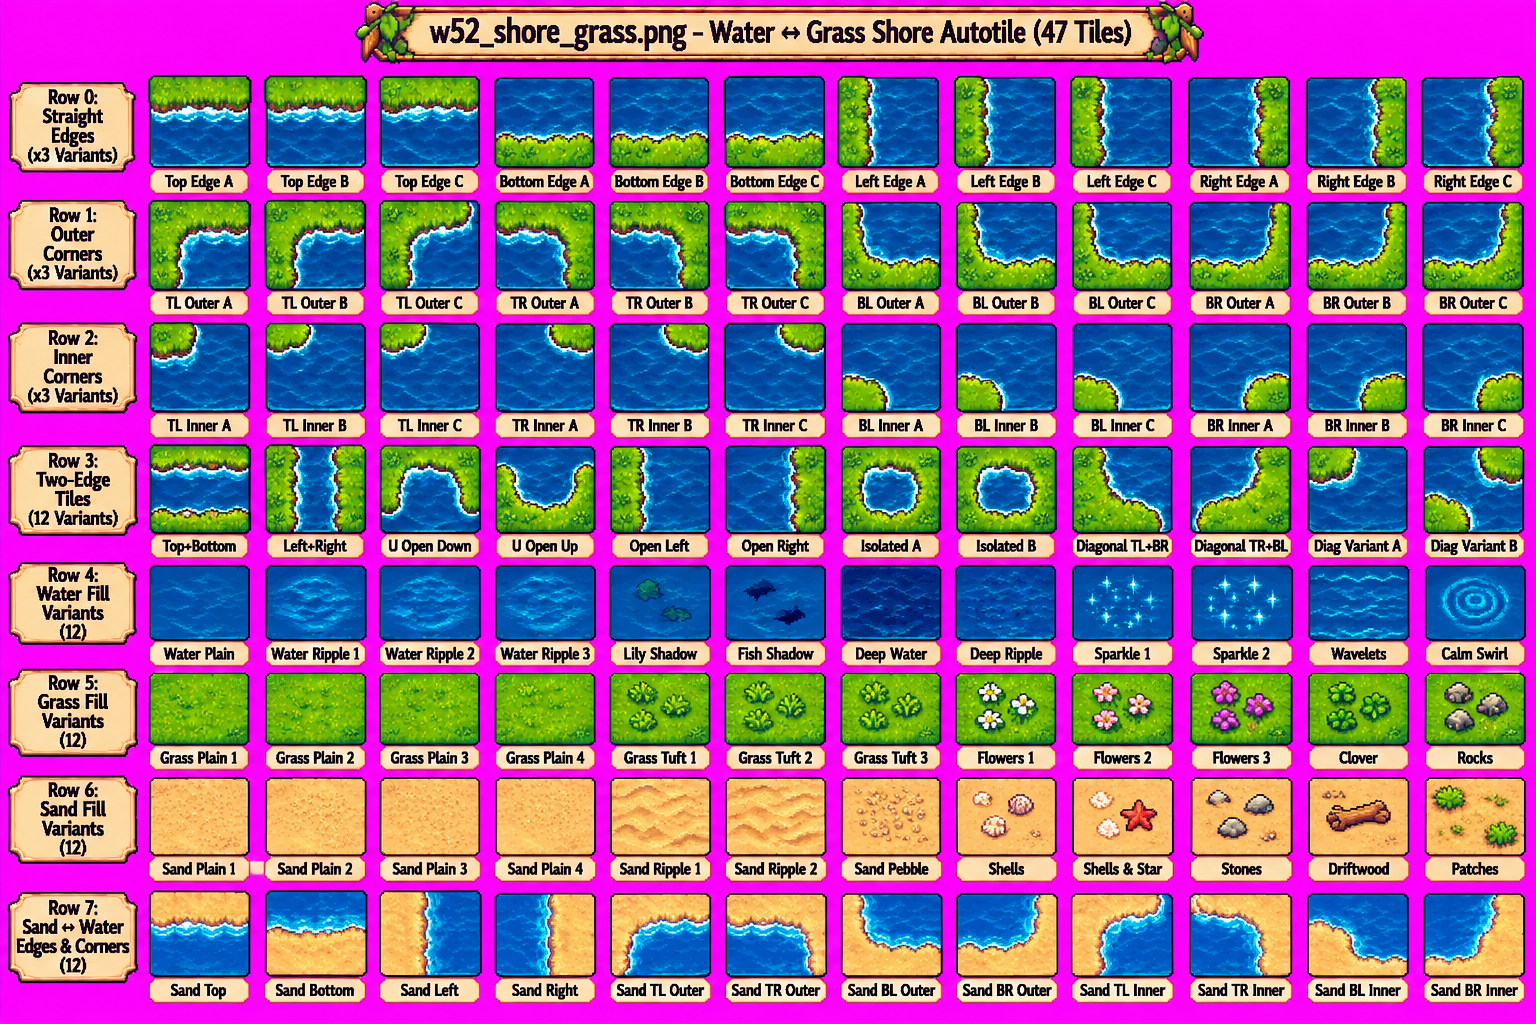 w52_shore_grass.png – Water ↔ Grass Shore Autotile (47 Tiles)
Row 0:
Straight
Edges
(x3 Variants)
Top Edge A
Top Edge B
Top Edge C
Bottom Edge A
Bottom Edge B
Bottom Edge C
Left Edge A
Left Edge B
Left Edge C
Right Edge A
Right Edge B
Right Edge C
Row 1:
Outer
Corners
(x3 Variants)
TL Outer A
TL Outer B
TL Outer C
TR Outer A
TR Outer B
TR Outer C
BL Outer A
BL Outer B
BL Outer C
BR Outer A
BR Outer B
BR Outer C
Row 2:
Inner
Corners
(x3 Variants)
TL Inner A
TL Inner B
TL Inner C
TR Inner A
TR Inner B
TR Inner C
BL Inner A
BL Inner B
BL Inner C
BR Inner A
BR Inner B
BR Inner C
Row 3:
Two-Edge
Tiles
(12 Variants)
Top+Bottom
Left+Right
U Open Down
U Open Up
Open Left
Open Right
Isolated A
Isolated B
Diagonal TL+BR
Diagonal TR+BL
Diag Variant A
Diag Variant B
Row 4:
Water Fill
Variants
(12)
Water Plain
Water Ripple 1
Water Ripple 2
Water Ripple 3
Lily Shadow
Fish Shadow
Deep Water
Deep Ripple
Sparkle 1
Sparkle 2
Wavelets
Calm Swirl
Row 5:
Grass Fill
Variants
(12)
Grass Plain 1
Grass Plain 2
Grass Plain 3
Grass Plain 4
Grass Tuft 1
Grass Tuft 2
Grass Tuft 3
Flowers 1
Flowers 2
Flowers 3
Clover
Rocks
Row 6:
Sand Fill
Variants
(12)
Sand Plain 1
Sand Plain 2
Sand Plain 3
Sand Plain 4
Sand Ripple 1
Sand Ripple 2
Sand Pebble
Shells
Shells & Star
Stones
Driftwood
Patches
Row 7:
Sand ↔ Water
Edges & Corners
(12)
Sand Top
Sand Bottom
Sand Left
Sand Right
Sand TL Outer
Sand TR Outer
Sand BL Outer
Sand BR Outer
Sand TL Inner
Sand TR Inner
Sand BL Inner
Sand BR Inner